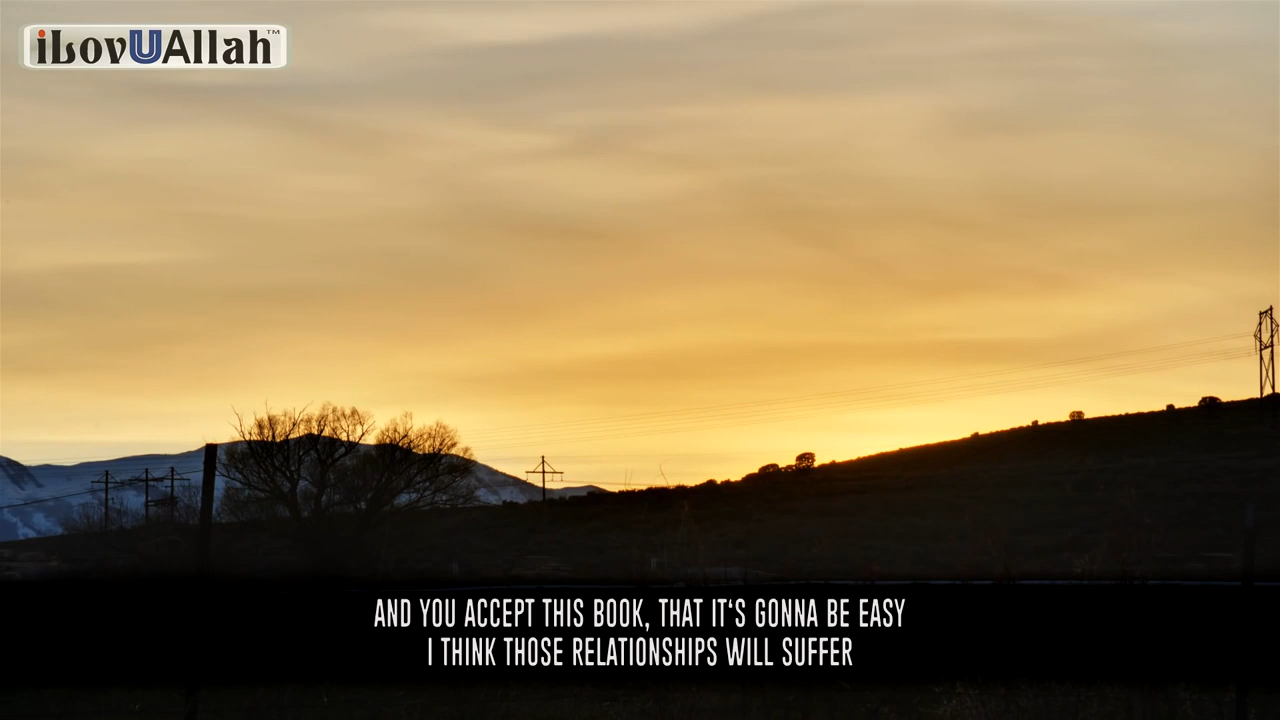 iLovUAllah™
AND YOU ACCEPT THIS BOOK, THAT IT'S GONNA BE EASY
I THINK THOSE RELATIONSHIPS WILL SUFFER